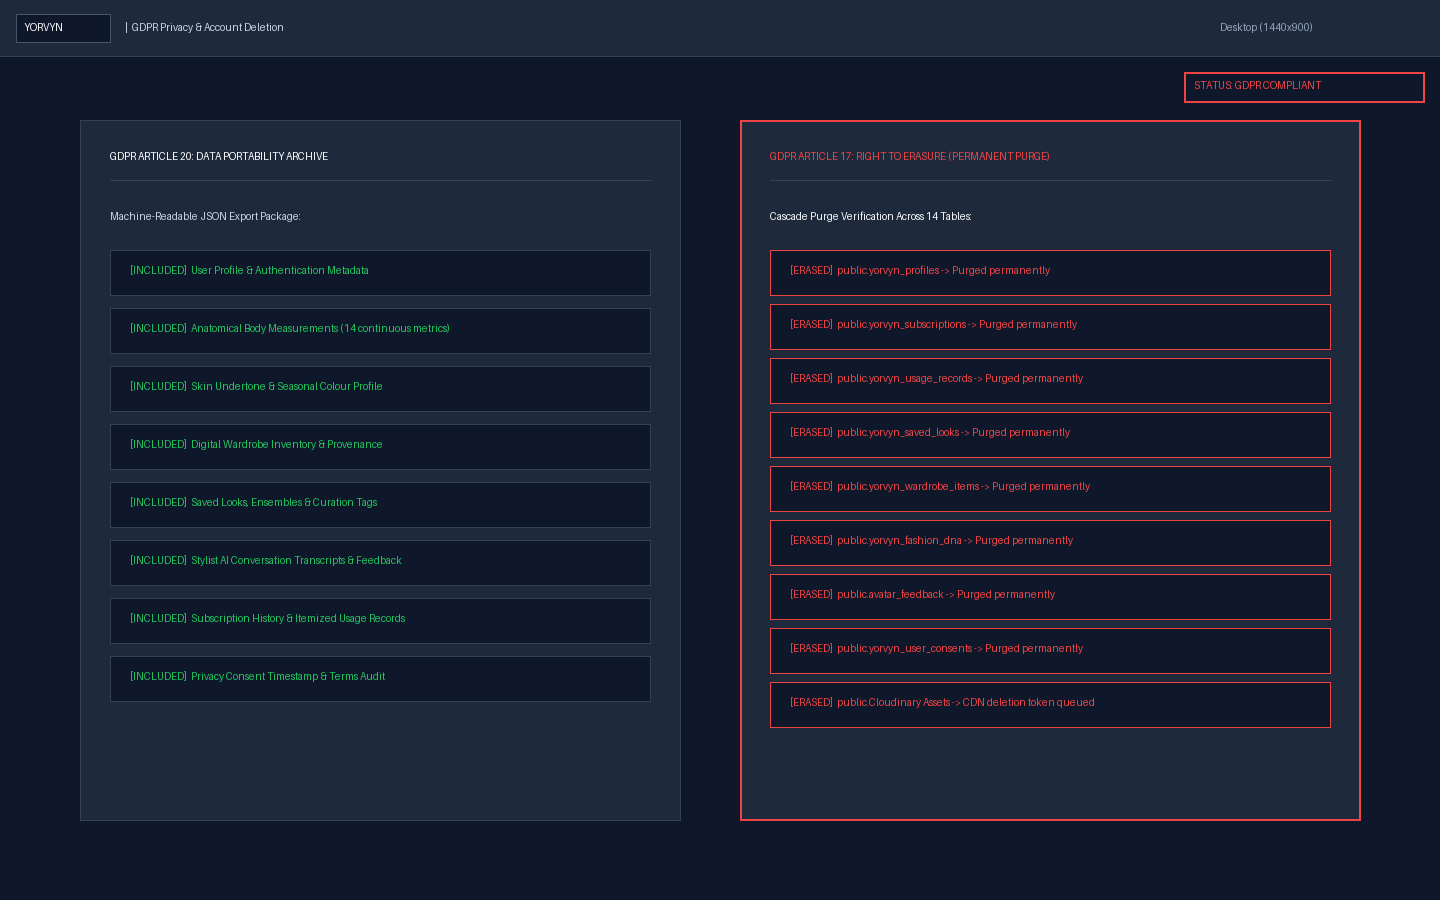 YORVYN
| GDPR Privacy & Account Deletion
Desktop (1440x900)
STATUS: GDPR COMPLIANT
GDPR ARTICLE 20: DATA PORTABILITY ARCHIVE
Machine-Readable JSON Export Package:
[INCLUDED] User Profile & Authentication Metadata
[INCLUDED] Anatomical Body Measurements (14 continuous metrics)
[INCLUDED] Skin Undertone & Seasonal Colour Profile
[INCLUDED] Digital Wardrobe Inventory & Provenance
[INCLUDED] Saved Looks, Ensembles & Curation Tags
[INCLUDED] Stylist AI Conversation Transcripts & Feedback
[INCLUDED] Subscription History & Itemized Usage Records
[INCLUDED] Privacy Consent Timestamp & Terms Audit
GDPR ARTICLE 17: RIGHT TO ERASURE (PERMANENT PURGE)
Cascade Purge Verification Across 14 Tables:
[ERASED] public.yorvyn_profiles -> Purged permanently
[ERASED] public.yorvyn_subscriptions -> Purged permanently
[ERASED] public.yorvyn_usage_records -> Purged permanently
[ERASED] public.yorvyn_saved_looks -> Purged permanently
[ERASED] public.yorvyn_wardrobe_items -> Purged permanently
[ERASED] public.yorvyn_fashion_dna -> Purged permanently
[ERASED] public.avatar_feedback -> Purged permanently
[ERASED] public.yorvyn_user_consents -> Purged permanently
[ERASED] public.Cloudinary Assets -> CDN deletion token queued